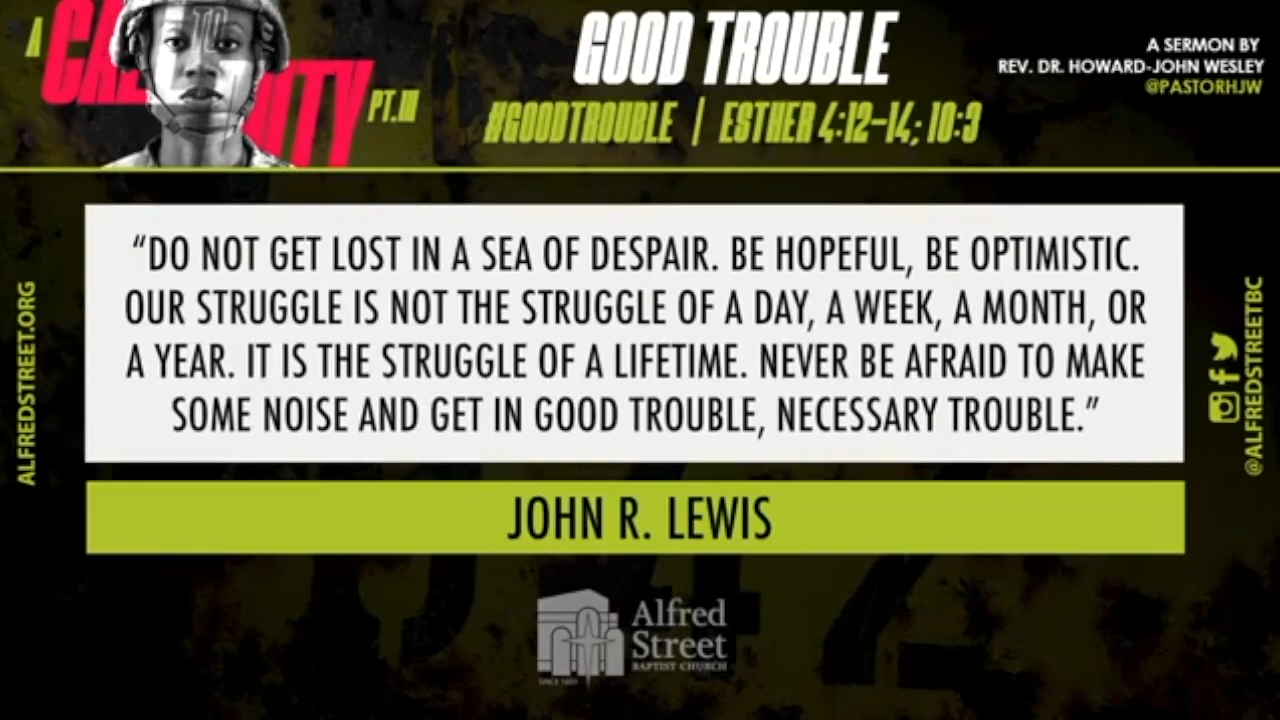 A CALL TO DUTY PT.III
GOOD TROUBLE
#GOODTROUBLE | ESTHER 4:12-14; 10:3
A SERMON BY
REV. DR. HOWARD-JOHN WESLEY
@PASTORHJW
ALFREDSTREET.ORG
“DO NOT GET LOST IN A SEA OF DESPAIR. BE HOPEFUL, BE OPTIMISTIC.
OUR STRUGGLE IS NOT THE STRUGGLE OF A DAY, A WEEK, A MONTH, OR
A YEAR. IT IS THE STRUGGLE OF A LIFETIME. NEVER BE AFRAID TO MAKE
SOME NOISE AND GET IN GOOD TROUBLE, NECESSARY TROUBLE.”
JOHN R. LEWIS
@ALFREDSTREETBC
Alfred
Street
BAPTIST CHURCH